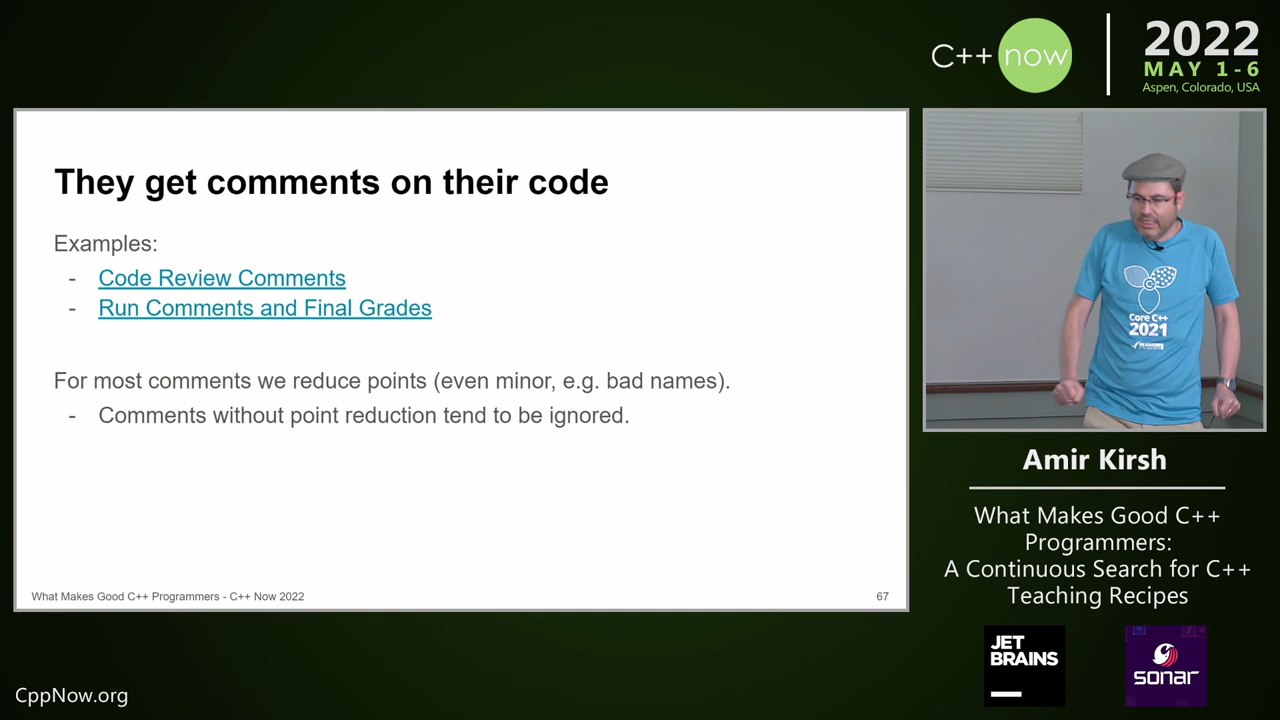 C++ now
2022
MAY 1-6
Aspen, Colorado, USA
They get comments on their code
Examples:
- Code Review Comments
- Run Comments and Final Grades
For most comments we reduce points (even minor, e.g. bad names).
- Comments without point reduction tend to be ignored.
What Makes Good C++ Programmers - C++ Now 2022
67
C
Core C++
2021
Amir Kirsh
What Makes Good C++
Programmers:
A Continuous Search for C++
Teaching Recipes
JET
BRAINS
sonar
CppNow.org